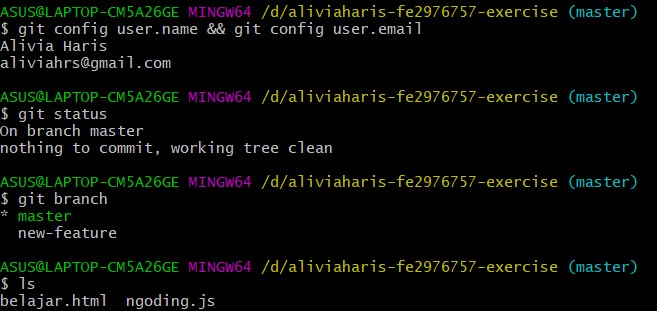 ASUS@LAPTOP-CM5A26GE MINGW64 /d/aliviaharis-fe2976757-exercise (master)
$ git config user.name && git config user.email
Alivia Haris
aliviahrs@gmail.com
ASUS@LAPTOP-CM5A26GE MINGW64 /d/aliviaharis-fe2976757-exercise (master)
$ git status
On branch master
nothing to commit, working tree clean
ASUS@LAPTOP-CM5A26GE MINGW64 /d/aliviaharis-fe2976757-exercise (master)
$ git branch
* master
  new-feature
ASUS@LAPTOP-CM5A26GE MINGW64 /d/aliviaharis-fe2976757-exercise (master)
$ ls
belajar.html  ngoding.js